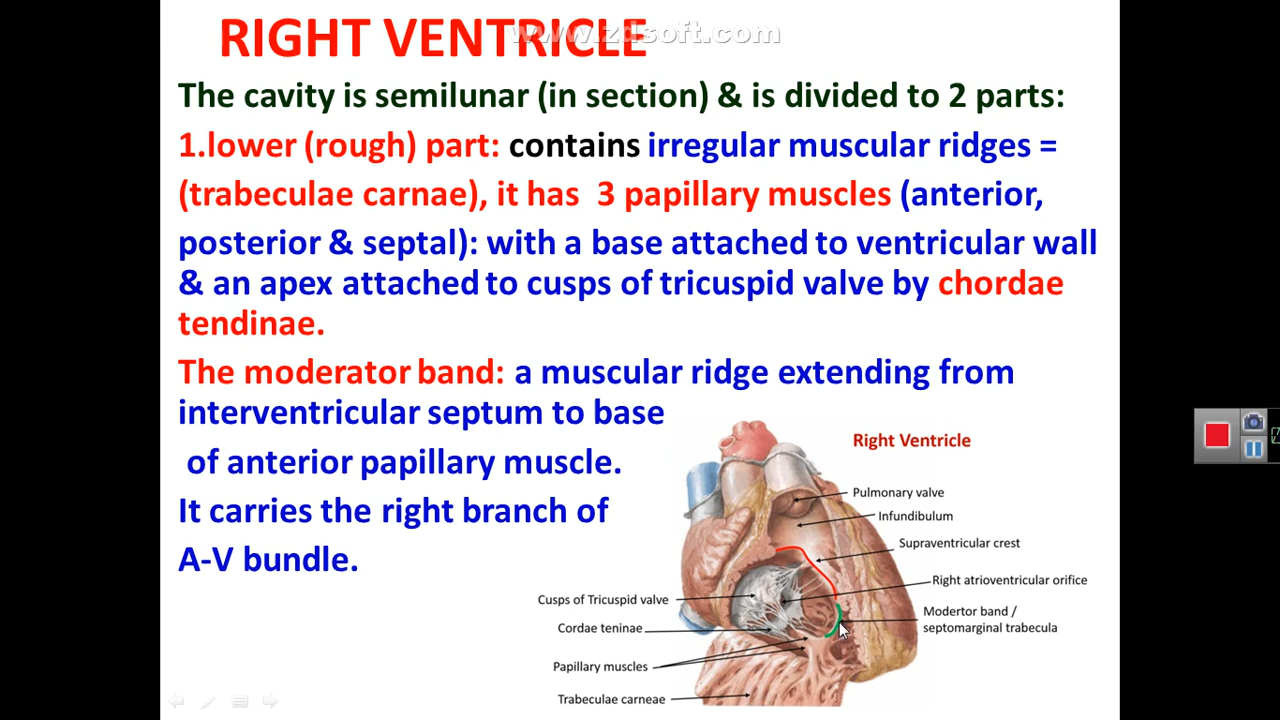 RIGHT VENTRICLE
www.zdsoft.com
The cavity is semilunar (in section) & is divided to 2 parts:
1.lower (rough) part: contains irregular muscular ridges =
(trabeculae carnae), it has 3 papillary muscles (anterior,
posterior & septal): with a base attached to ventricular wall
& an apex attached to cusps of tricuspid valve by chordae
tendinae.
The moderator band: a muscular ridge extending from
interventricular septum to base
of anterior papillary muscle.
It carries the right branch of
A-V bundle.
Right Ventricle
Pulmonary valve
Infundibulum
Supraventricular crest
Right atrioventricular orifice
Modertor band /
septomarginal trabecula
Cusps of Tricuspid valve
Cordae teninae
Papillary muscles
Trabeculae carneae